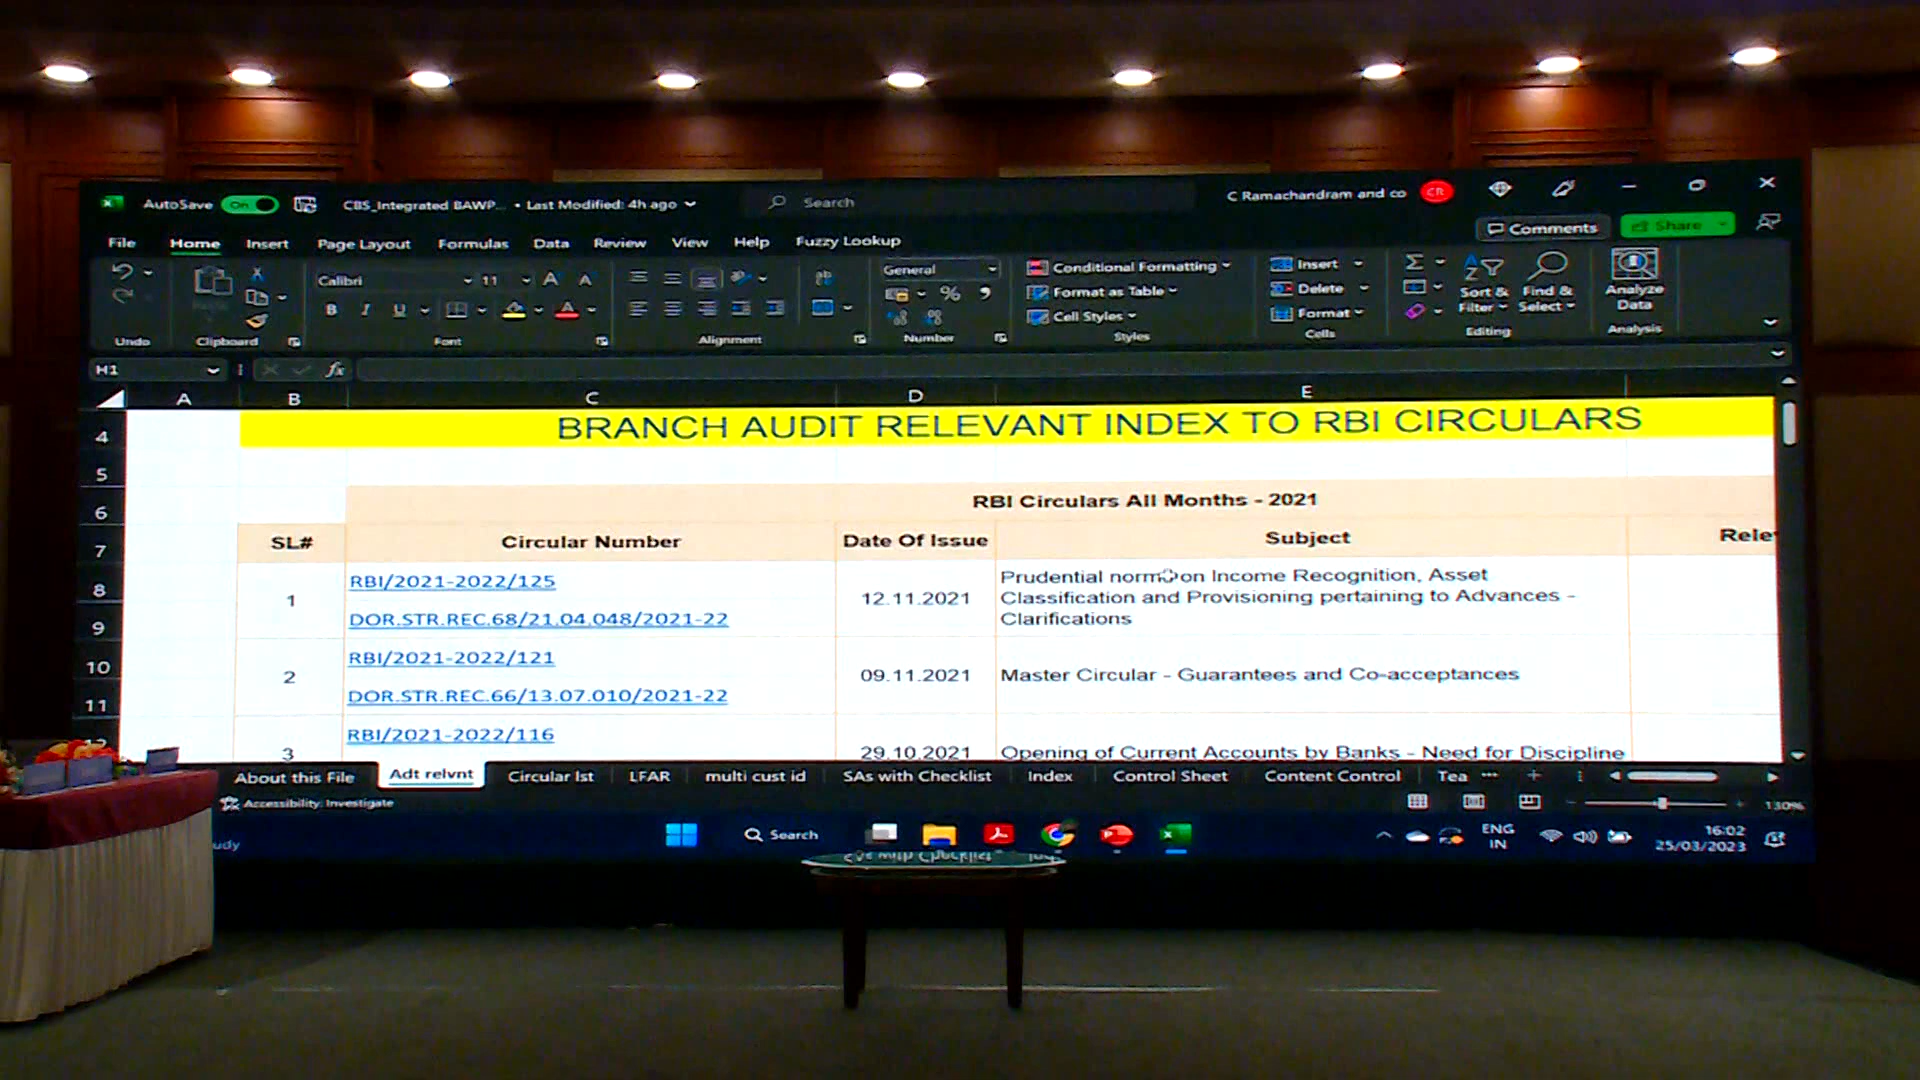 AutoSave On CBS_Integrated BAWP... • Last Modified: 4h ago Search C Ramachandram and co CR
File Home Insert Page Layout Formulas Data Review View Help Fuzzy Lookup Comments Share
Calibri 11 General Conditional Formatting Insert
Format as Table Delete Sort & Find & Analyze
B I U Cell Styles Format Filter Select Data
Undo Clipboard Font Alignment Number Styles Cells Editing Analysis
H1 fx
A B C D E
4 BRANCH AUDIT RELEVANT INDEX TO RBI CIRCULARS
5
6 RBI Circulars All Months - 2021
7 SL# Circular Number Date Of Issue Subject
8 RBI/2021-2022/125 Prudential norms on Income Recognition, Asset
1 12.11.2021 Classification and Provisioning pertaining to Advances -
9 DOR.STR.REC.68/21.04.048/2021-22 Clarifications
10 RBI/2021-2022/121
2 09.11.2021 Master Circular - Guarantees and Co-acceptances
11 DOR.STR.REC.66/13.07.010/2021-22
12 RBI/2021-2022/116
3 29.10.2021 Opening of Current Accounts by Banks - Need for Discipline
About this File Adt relvnt Circular lst LFAR multi cust id SAs with Checklist Index Control Sheet Content Control Tea ...
Accessibility: Investigate 130%
Search ENG 16:02
IN 25/03/2023